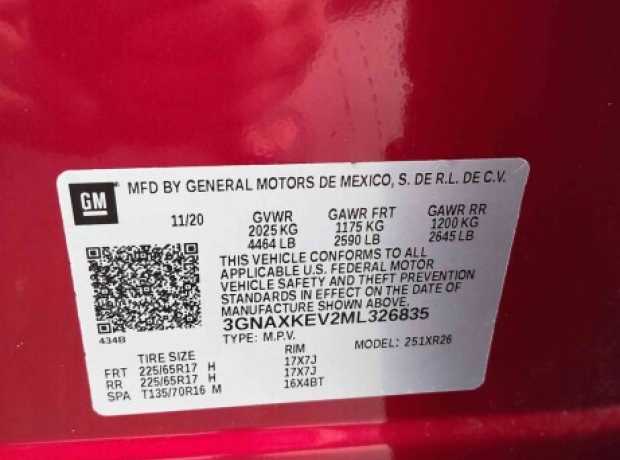 GM MFD BY GENERAL MOTORS DE MEXICO, S. DE R.L. DE C.V.
11/20 GVWR GAWR FRT GAWR RR
2025 KG 1175 KG 1200 KG
4464 LB 2590 LB 2645 LB
THIS VEHICLE CONFORMS TO ALL
APPLICABLE U.S. FEDERAL MOTOR
VEHICLE SAFETY AND THEFT PREVENTION
STANDARDS IN EFFECT ON THE DATE OF
MANUFACTURE SHOWN ABOVE.
434B 3GNAXKEV2ML326835
TYPE: M.P.V. MODEL: 251XR26
TIRE SIZE RIM
FRT 225/65R17 H 17X7J
RR 225/65R17 H 17X7J
SPA T135/70R16 M 16X4BT